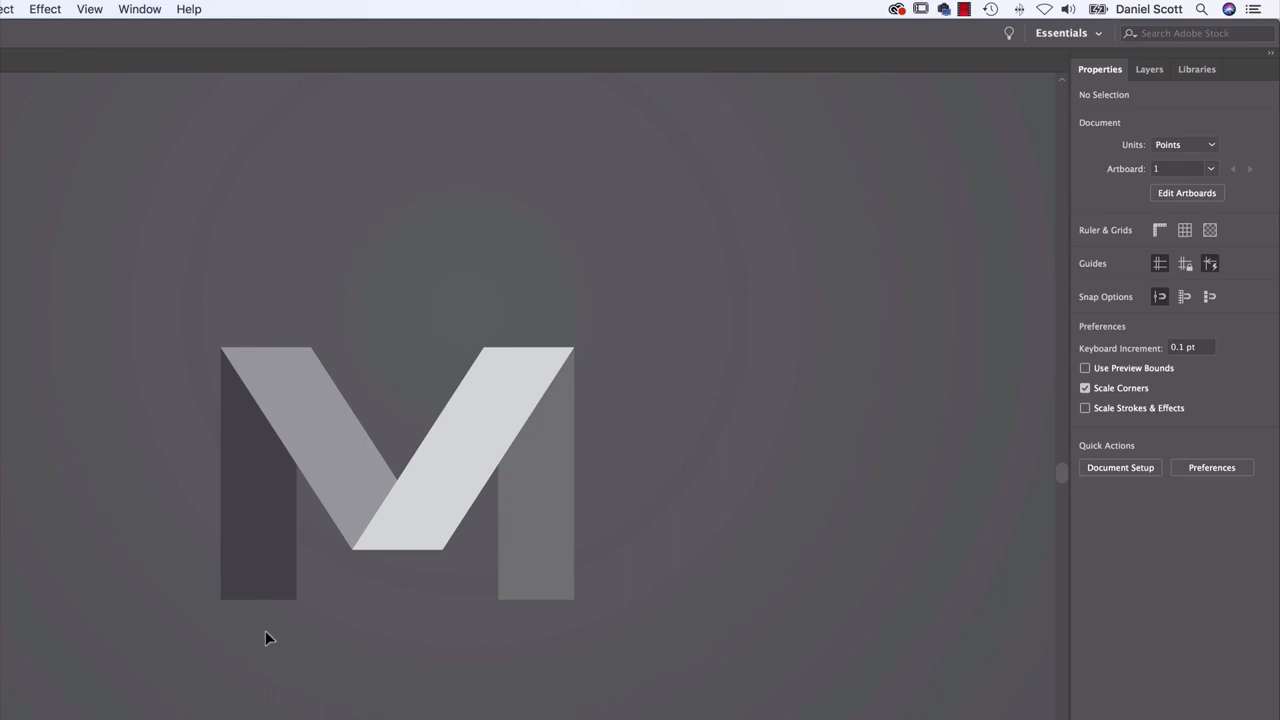 ect Effect View Window Help Daniel Scott
Essentials Search Adobe Stock
Properties Layers Libraries
No Selection
Document
Units: Points
Artboard: 1
Edit Artboards
Ruler & Grids
Guides
Snap Options
Preferences
Keyboard Increment: 0.1 pt
Use Preview Bounds
Scale Corners
Scale Strokes & Effects
Quick Actions
Document Setup Preferences